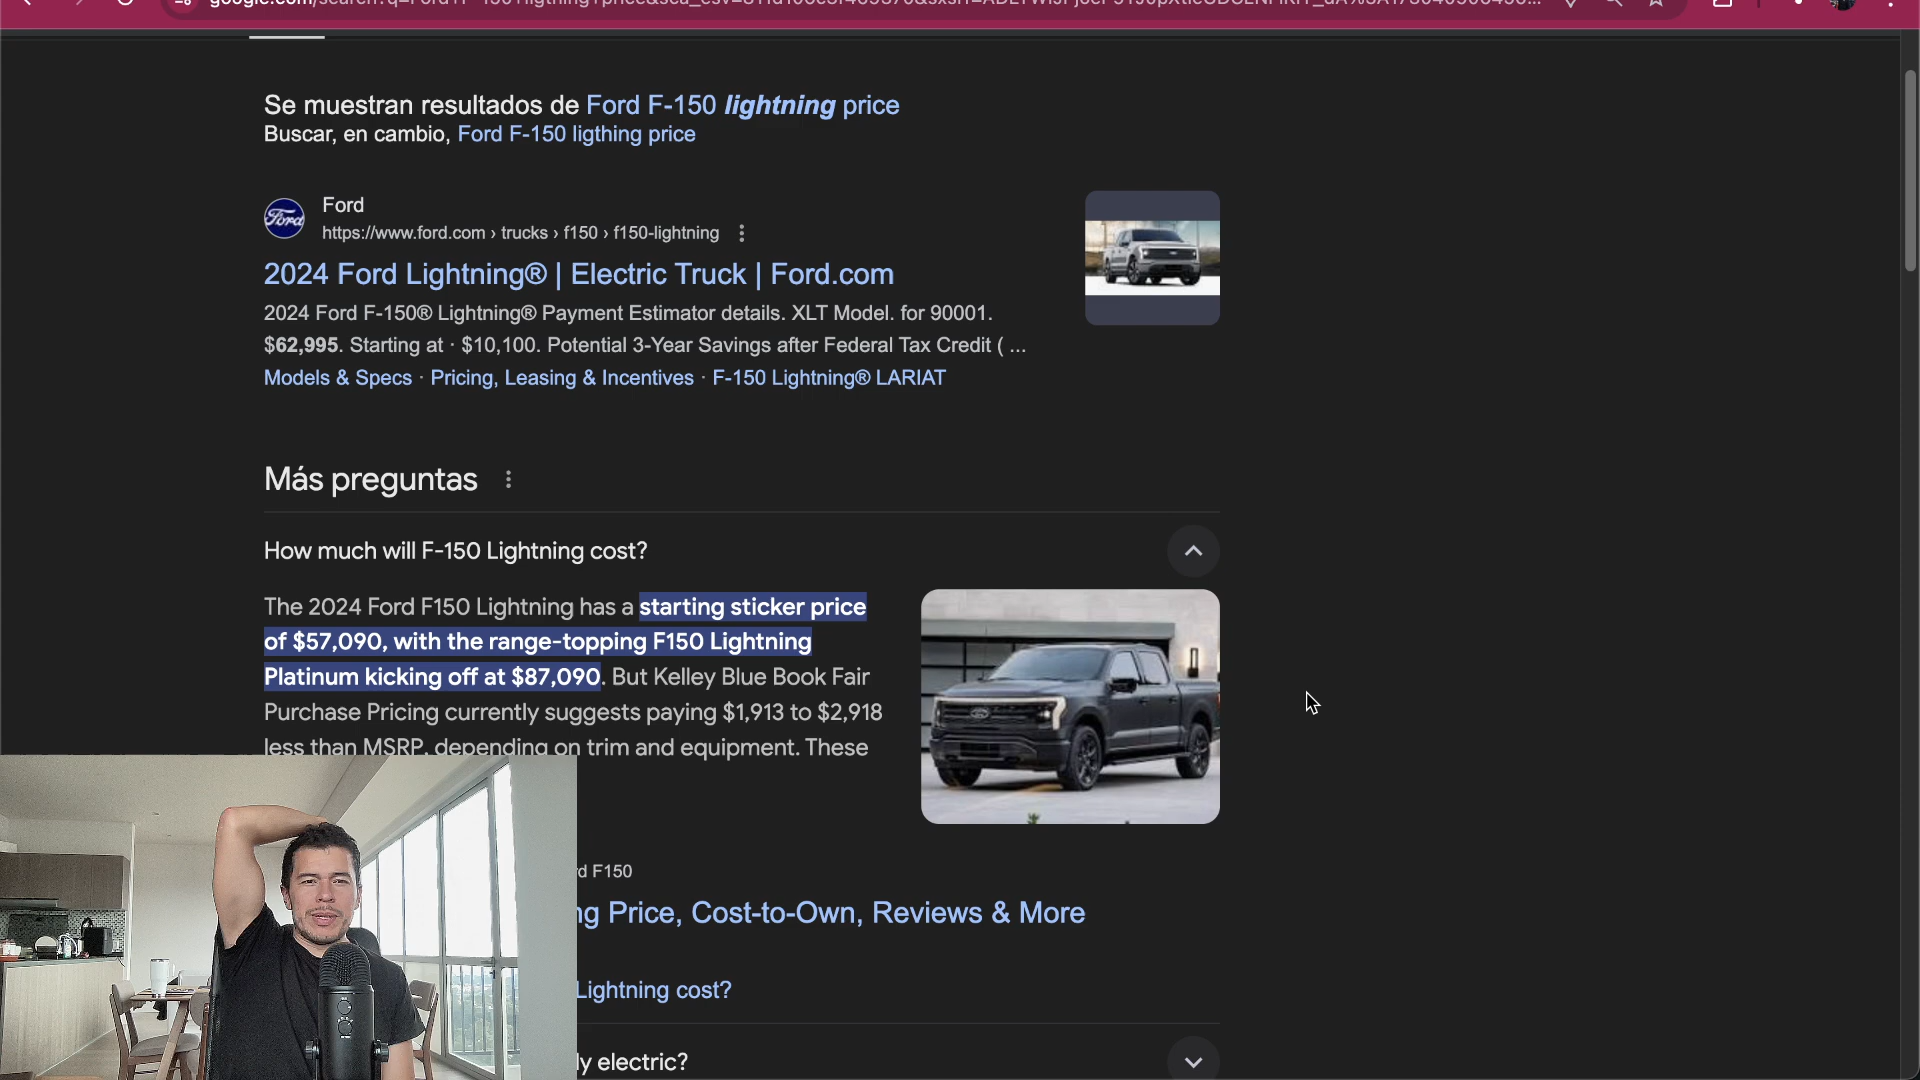 Se muestran resultados de Ford F-150 lightning price
Buscar, en cambio, Ford F-150 ligthing price
Ford
Ford
https://www.ford.com › trucks › f150 › f150-lightning
2024 Ford Lightning® | Electric Truck | Ford.com
2024 Ford F-150® Lightning® Payment Estimator details. XLT Model. for 90001.
$62,995. Starting at · $10,100. Potential 3-Year Savings after Federal Tax Credit ( ...
Models & Specs · Pricing, Leasing & Incentives · F-150 Lightning® LARIAT
Más preguntas
How much will F-150 Lightning cost?
The 2024 Ford F150 Lightning has a starting sticker price
of $57,090, with the range-topping F150 Lightning
Platinum kicking off at $87,090. But Kelley Blue Book Fair
Purchase Pricing currently suggests paying $1,913 to $2,918
less than MSRP, depending on trim and equipment. These
F150
Price, Cost-to-Own, Reviews & More
Lightning cost?
electric?